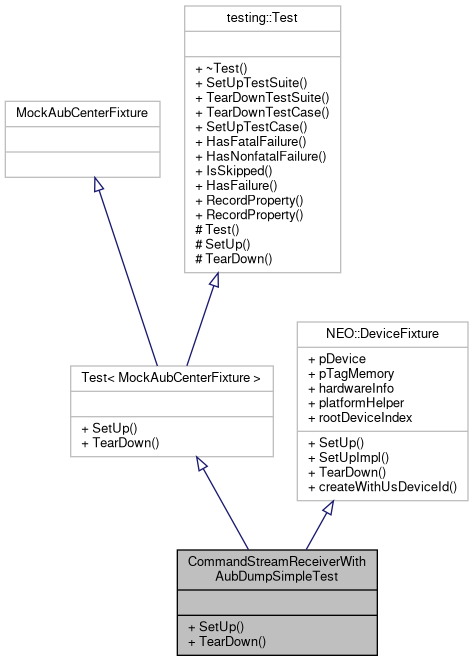 testing::Test
+ ~Test()
+ SetUpTestSuite()
+ TearDownTestSuite()
+ TearDownTestCase()
+ SetUpTestCase()
+ HasFatalFailure()
+ HasNonfatalFailure()
+ IsSkipped()
+ HasFailure()
+ RecordProperty()
+ RecordProperty()
# Test()
# SetUp()
# TearDown()
MockAubCenterFixture
Test< MockAubCenterFixture >
+ SetUp()
+ TearDown()
NEO::DeviceFixture
+ pDevice
+ pTagMemory
+ hardwareInfo
+ platformHelper
+ rootDeviceIndex
+ SetUp()
+ SetUpImpl()
+ TearDown()
+ createWithUsDeviceId()
CommandStreamReceiverWith
AubDumpSimpleTest
+ SetUp()
+ TearDown()